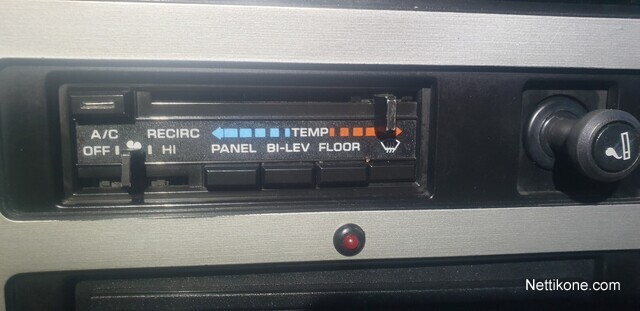 A/C RECIRC TEMP
OFF HI PANEL BI-LEV FLOOR
Nettikone.com